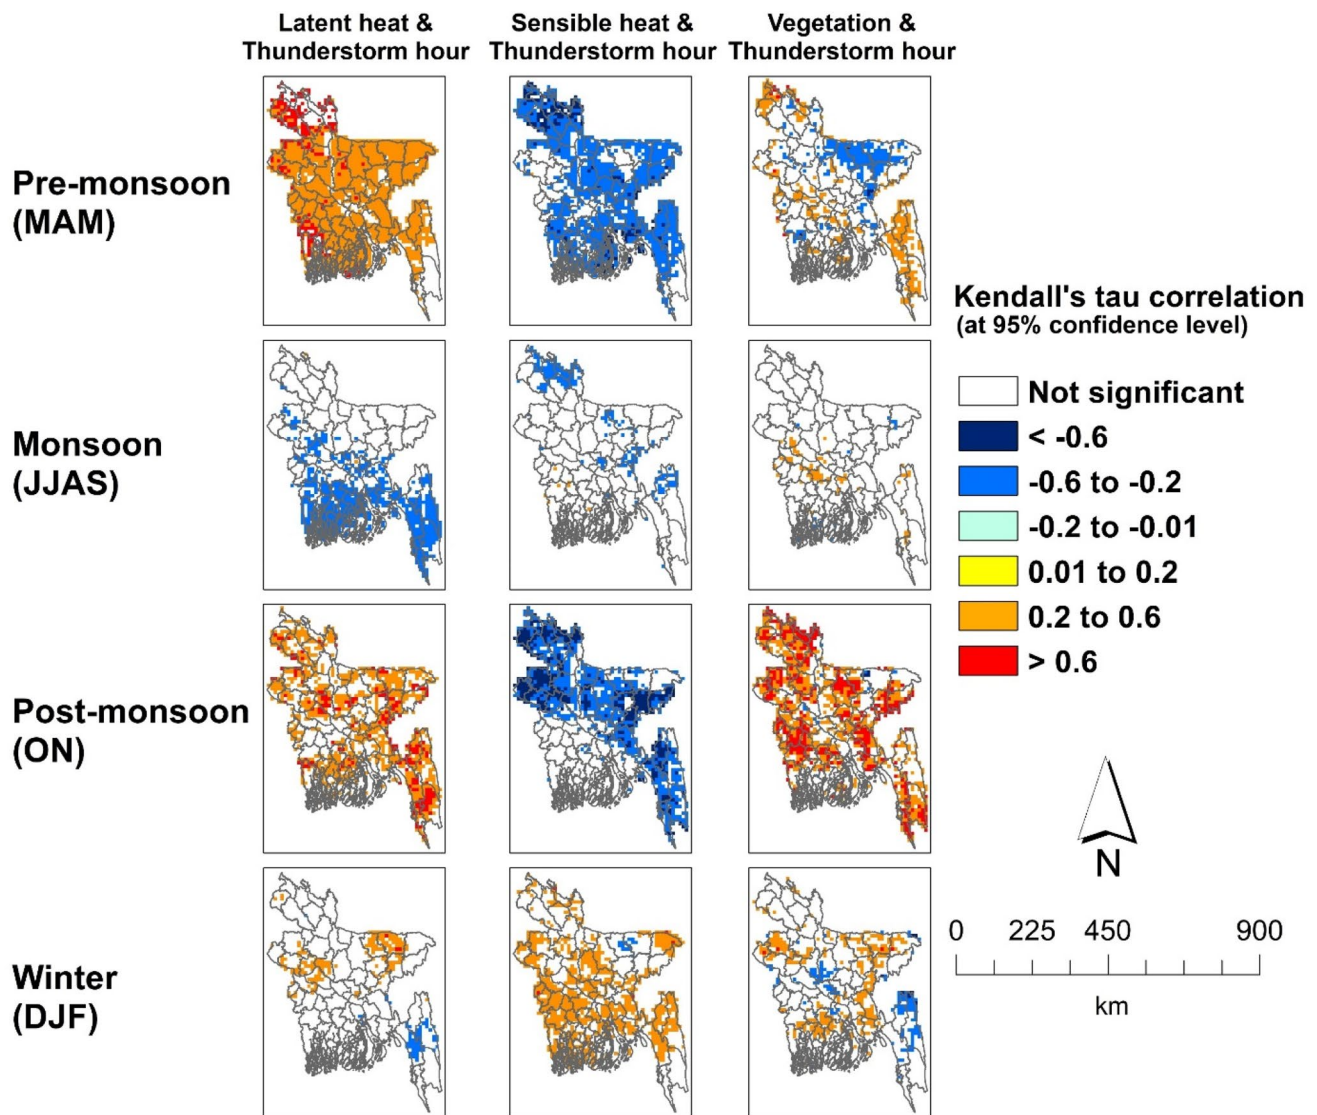 Latent heat &
Thunderstorm hour
Sensible heat &
Thunderstorm hour
Vegetation &
Thunderstorm hour
Pre-monsoon
(MAM)
Monsoon
(JJAS)
Post-monsoon
(ON)
Winter
(DJF)
Kendall's tau correlation
(at 95% confidence level)
Not significant
< -0.6
-0.6 to -0.2
-0.2 to -0.01
0.01 to 0.2
0.2 to 0.6
> 0.6
N
0 225 450 900
km